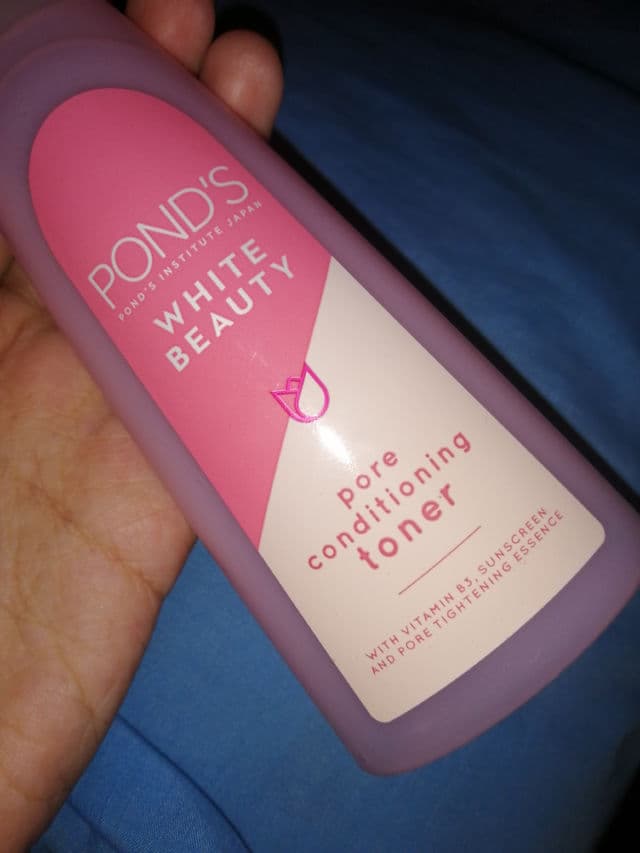 POND'S
POND'S INSTITUTE JAPAN
WHITE
BEAUTY
pore
conditioning
toner
WITH VITAMIN B3, SUNSCREEN
AND PORE TIGHTENING ESSENCE